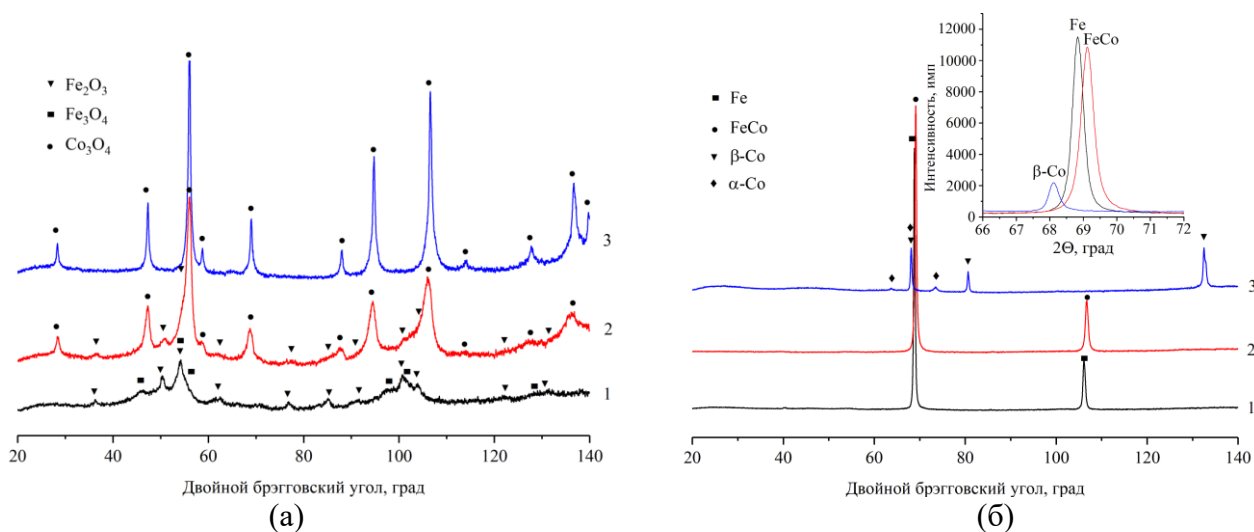 Fe₂O₃
Fe₃O₄
Co₃O₄
3
2
1
20 40 60 80 100 120 140
Двойной брэгговский угол, град
(а)
Fe
FeCo
β-Co
α-Co
Интенсивность, имп
12000
10000
8000
6000
4000
2000
0
Fe
FeCo
β-Co
66 67 68 69 70 71 72
2Θ, град
3
2
1
20 40 60 80 100 120 140
Двойной брэгговский угол, град
(б)